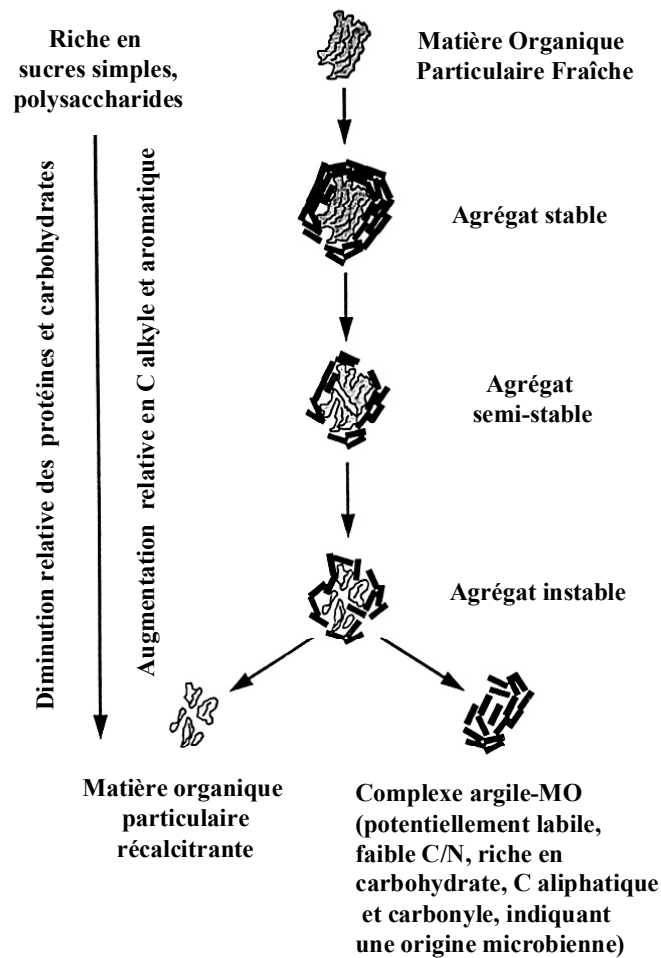 Riche en
sucres simples,
polysaccharides
Matière Organique
Particulaire Fraîche
Diminution relative des protéines et carbohydrates
Augmentation relative en C alkyle et aromatique
Agrégat stable
Agrégat
semi-stable
Agrégat instable
Matière organique
particulaire
récalcitrante
Complexe argile-MO
(potentiellement labile,
faible C/N, riche en
carbohydrate, C aliphatique
et carbonyle, indiquant
une origine microbienne)